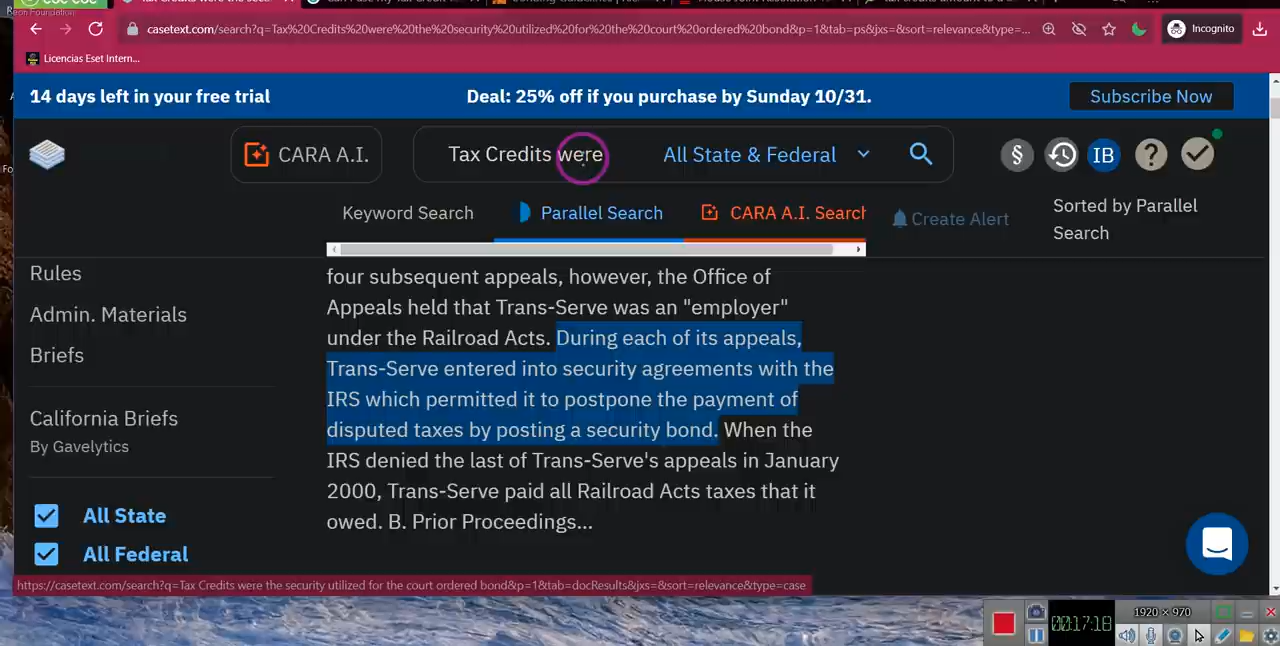 casetext.com/search?q=Tax%20Credits%20were%20the%20security%20utilized%20for%20the%20court%20ordered%20bond&p=1&tab=ps&jxs=&sort=relevance&type=...
Incognito
Licencias Eset Intern...
14 days left in your free trial
Deal: 25% off if you purchase by Sunday 10/31.
Subscribe Now
CARA A.I.
Tax Credits were
All State & Federal
§
IB
?
Keyword Search
Parallel Search
CARA A.I. Search
Create Alert
Sorted by Parallel
Search
Rules
Admin. Materials
Briefs
California Briefs
By Gavelytics
All State
All Federal
four subsequent appeals, however, the Office of
Appeals held that Trans-Serve was an "employer"
under the Railroad Acts. During each of its appeals,
Trans-Serve entered into security agreements with the
IRS which permitted it to postpone the payment of
disputed taxes by posting a security bond. When the
IRS denied the last of Trans-Serve's appeals in January
2000, Trans-Serve paid all Railroad Acts taxes that it
owed. B. Prior Proceedings...
https://casetext.com/search?q=Tax Credits were the security utilized for the court ordered bond&p=1&tab=docResults&jxs=&sort=relevance&type=case
1920 × 970
00:17:18